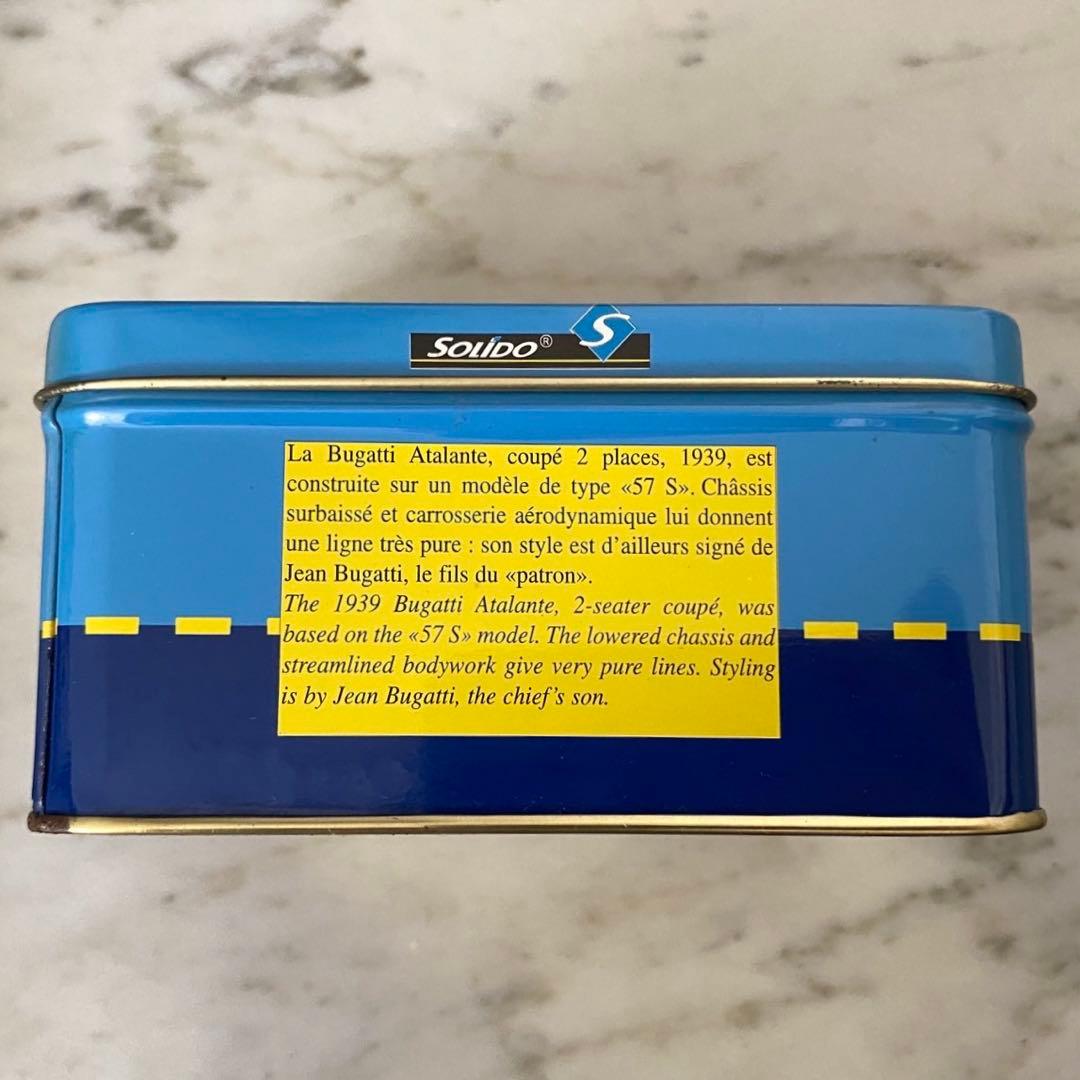 SOLIDO® S
La Bugatti Atalante, coupé 2 places, 1939, est
construite sur un modèle de type «57 S». Châssis
surbaissé et carrosserie aérodynamique lui donnent
une ligne très pure : son style est d'ailleurs signé de
Jean Bugatti, le fils du «patron».
The 1939 Bugatti Atalante, 2-seater coupé, was
based on the «57 S» model. The lowered chassis and
streamlined bodywork give very pure lines. Styling
is by Jean Bugatti, the chief's son.